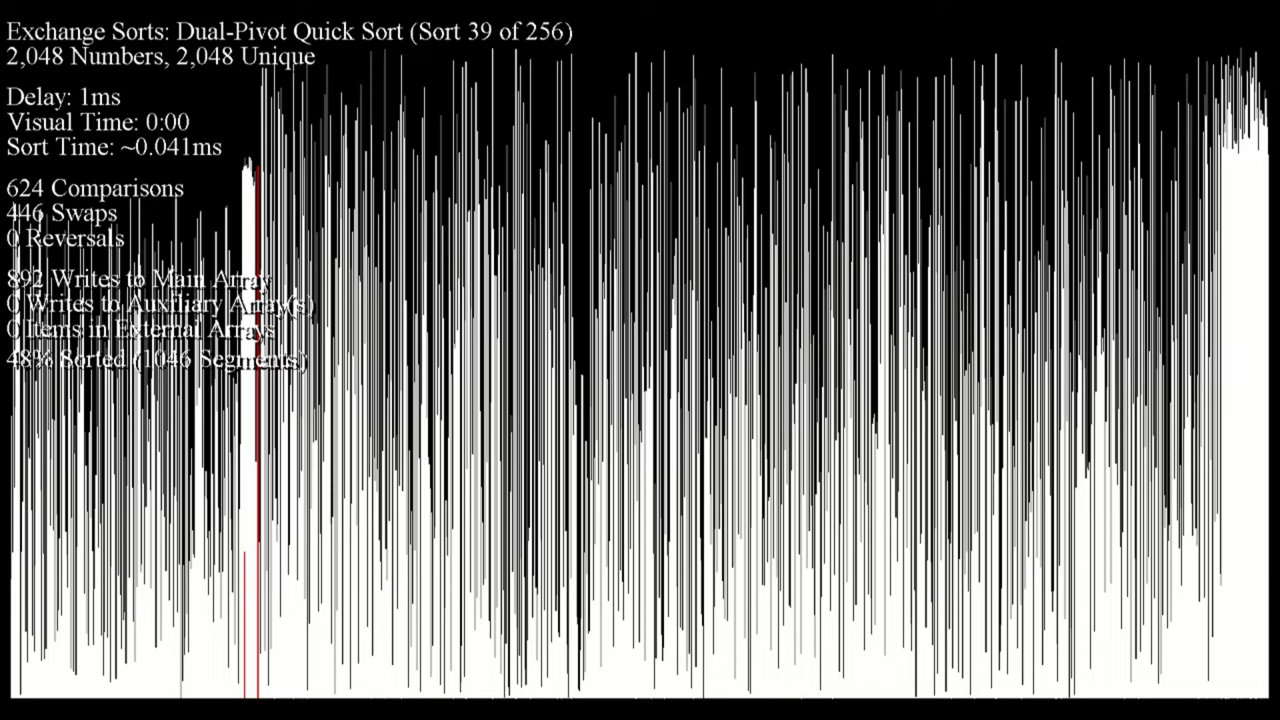 Exchange Sorts: Dual-Pivot Quick Sort (Sort 39 of 256)
2,048 Numbers, 2,048 Unique
Delay: 1ms
Visual Time: 0:00
Sort Time: ~0.041ms
624 Comparisons
446 Swaps
0 Reversals
892 Writes to Main Array
0 Writes to Auxiliary Array(s)
0 Items in External Arrays
48% Sorted (1046 Segments)